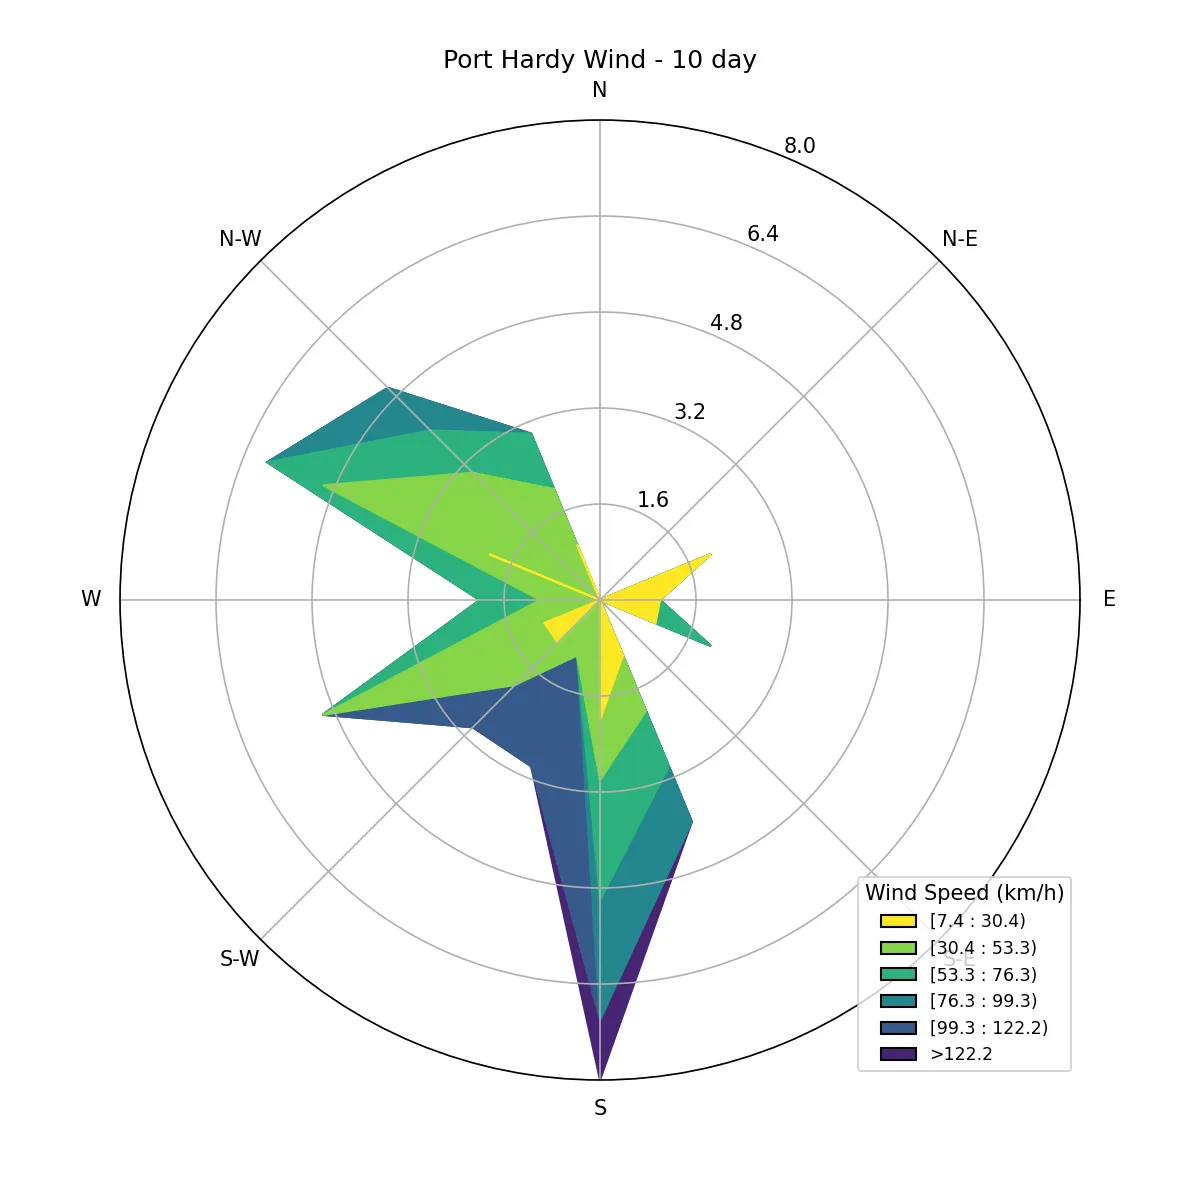 Port Hardy Wind - 10 day
N
8.0
N-W
N-E
6.4
4.8
3.2
1.6
W
E
Wind Speed (km/h)
[7.4 : 30.4)
[30.4 : 53.3)
S-W
S-E
[53.3 : 76.3)
[76.3 : 99.3)
[99.3 : 122.2)
>122.2
S